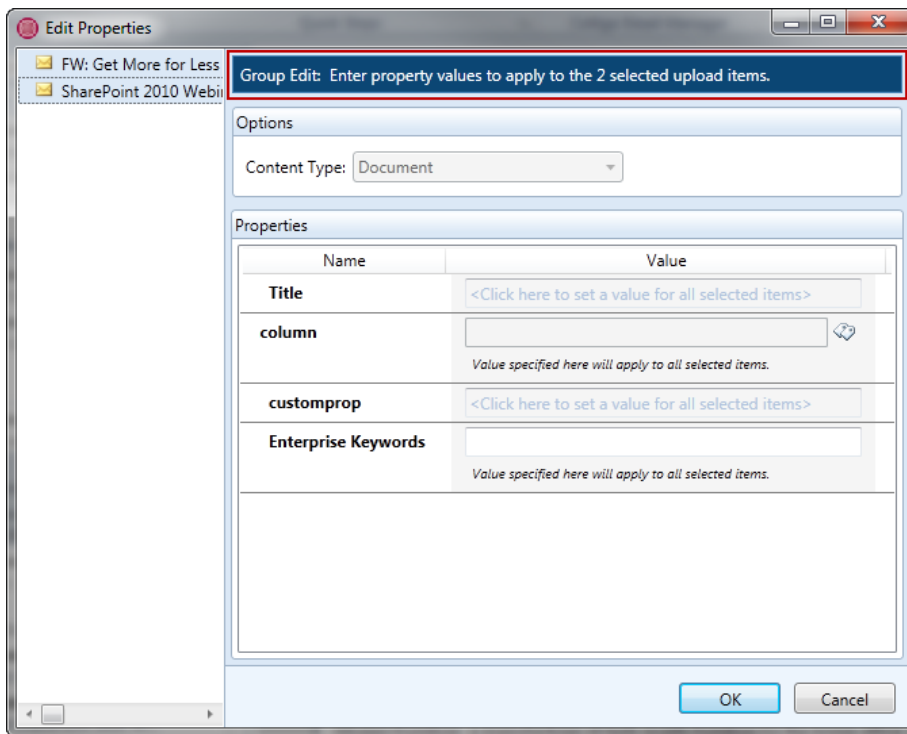 Edit Properties
FW: Get More for Less
SharePoint 2010 Webi
Group Edit: Enter property values to apply to the 2 selected upload items.
Options
Content Type: Document
Properties
Name Value
Title <Click here to set a value for all selected items>
column
Value specified here will apply to all selected items.
customprop <Click here to set a value for all selected items>
Enterprise Keywords
Value specified here will apply to all selected items.
OK Cancel